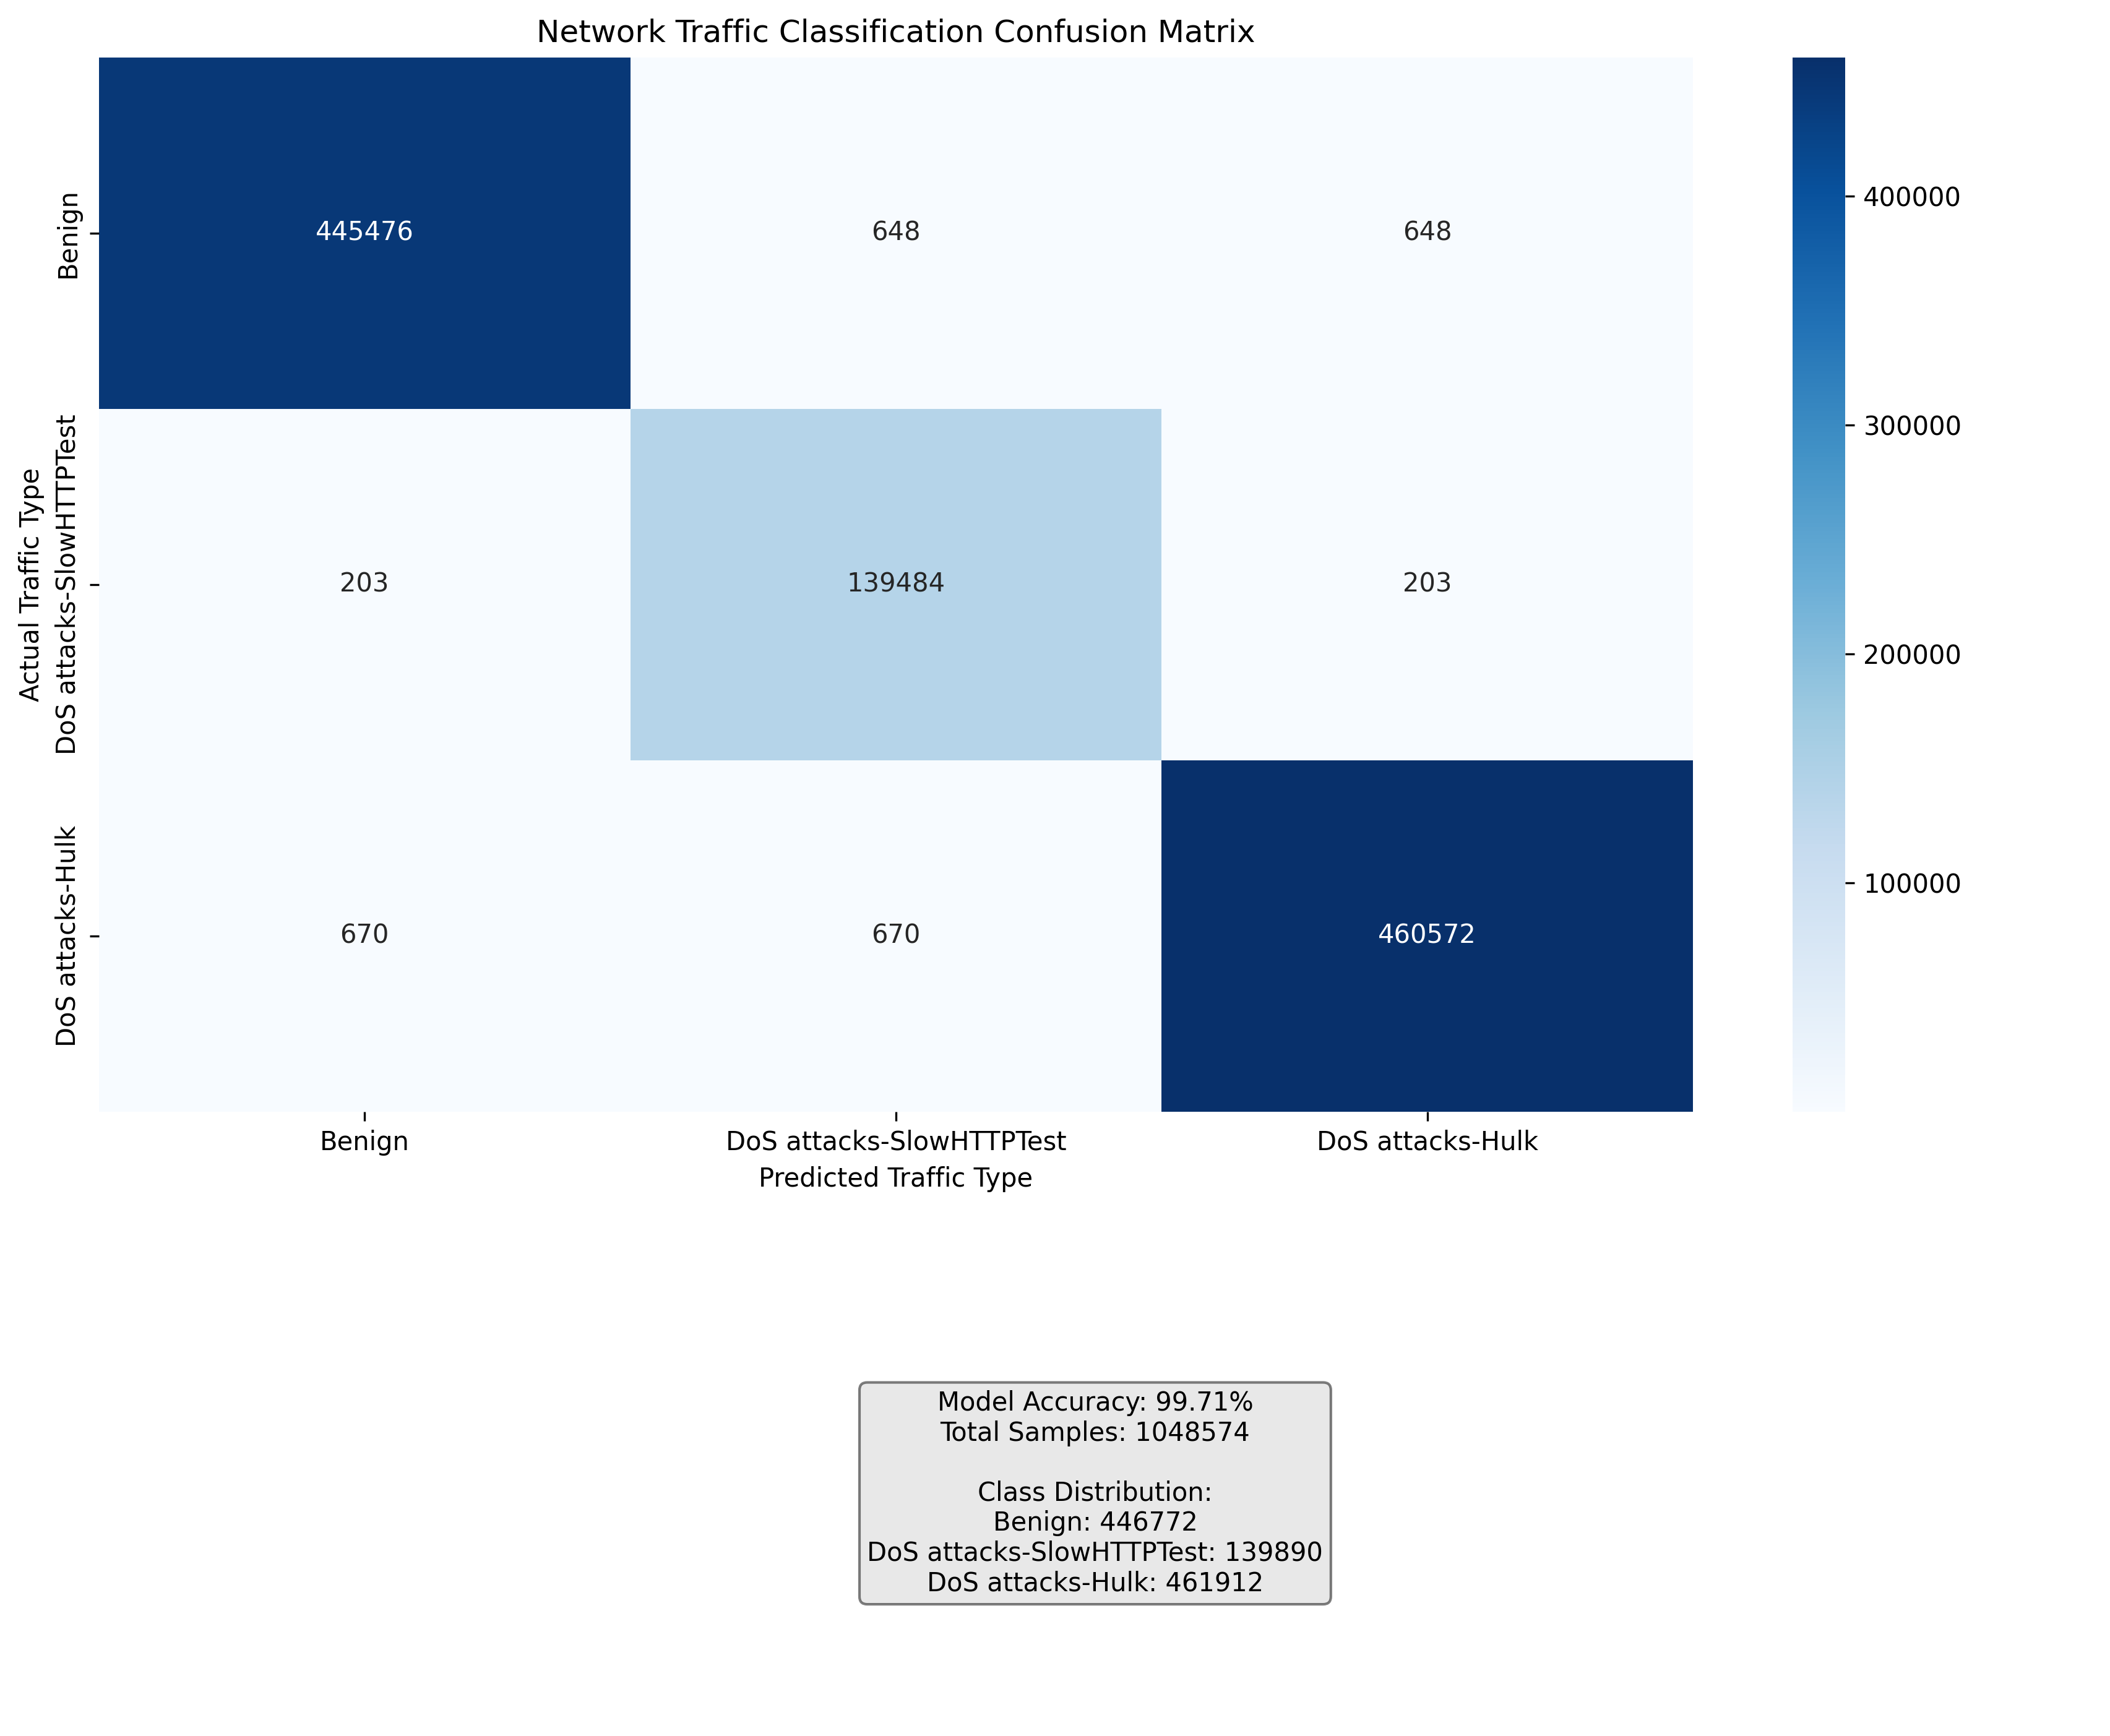 Network Traffic Classification Confusion Matrix
Actual Traffic Type
Benign
445476 648 648
DoS attacks-SlowHTTPTest
203 139484 203
DoS attacks-Hulk
670 670 460572
Benign DoS attacks-SlowHTTPTest DoS attacks-Hulk
Predicted Traffic Type
400000
300000
200000
100000
Model Accuracy: 99.71%
Total Samples: 1048574
Class Distribution:
Benign: 446772
DoS attacks-SlowHTTPTest: 139890
DoS attacks-Hulk: 461912